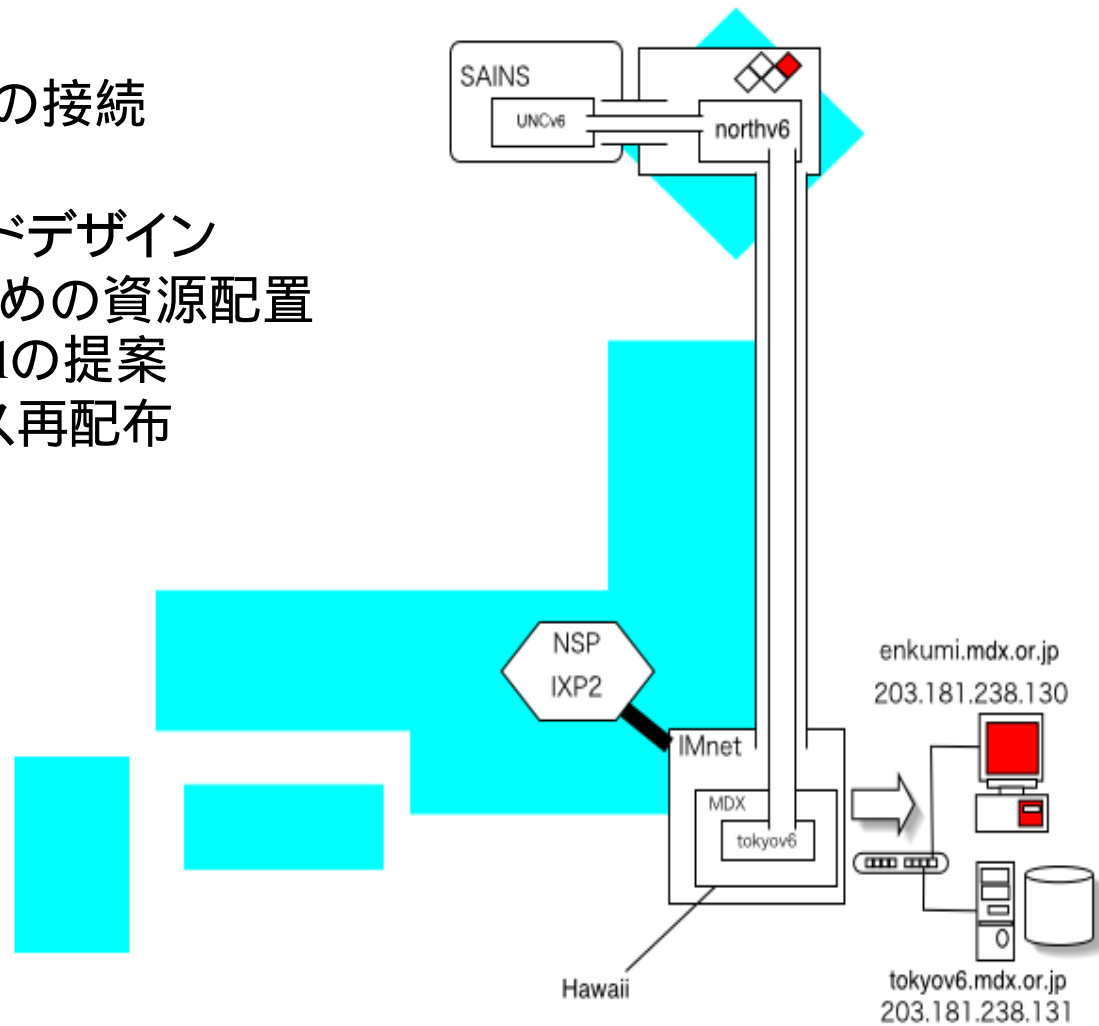 の接続
ドデザイン
めの資源配置
の提案
ス再配布
SAINS
UNCv6
northv6
NSP
IXP2
IMnet
MDX
tokyov6
Hawaii
enkumi.mdx.or.jp
203.181.238.130
tokyov6.mdx.or.jp
203.181.238.131